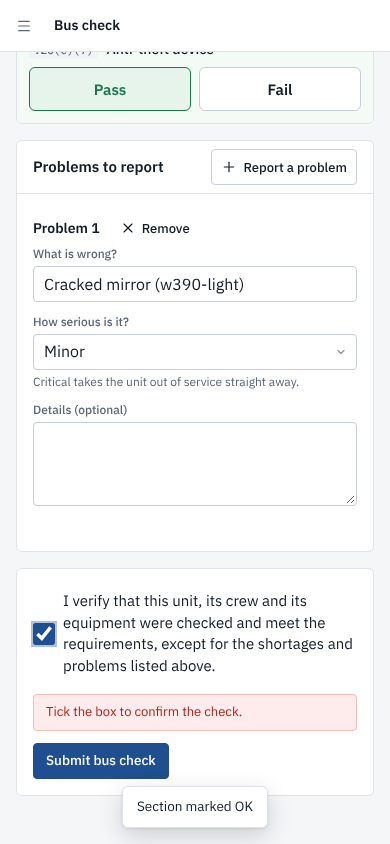 Bus check
Pass
Fail
Problems to report
Report a problem
Problem 1
Remove
What is wrong?
Cracked mirror (w390-light)
How serious is it?
Minor
Critical takes the unit out of service straight away.
Details (optional)
I verify that this unit, its crew and its
equipment were checked and meet the
requirements, except for the shortages and
problems listed above.
Tick the box to confirm the check.
Submit bus check
Section marked OK